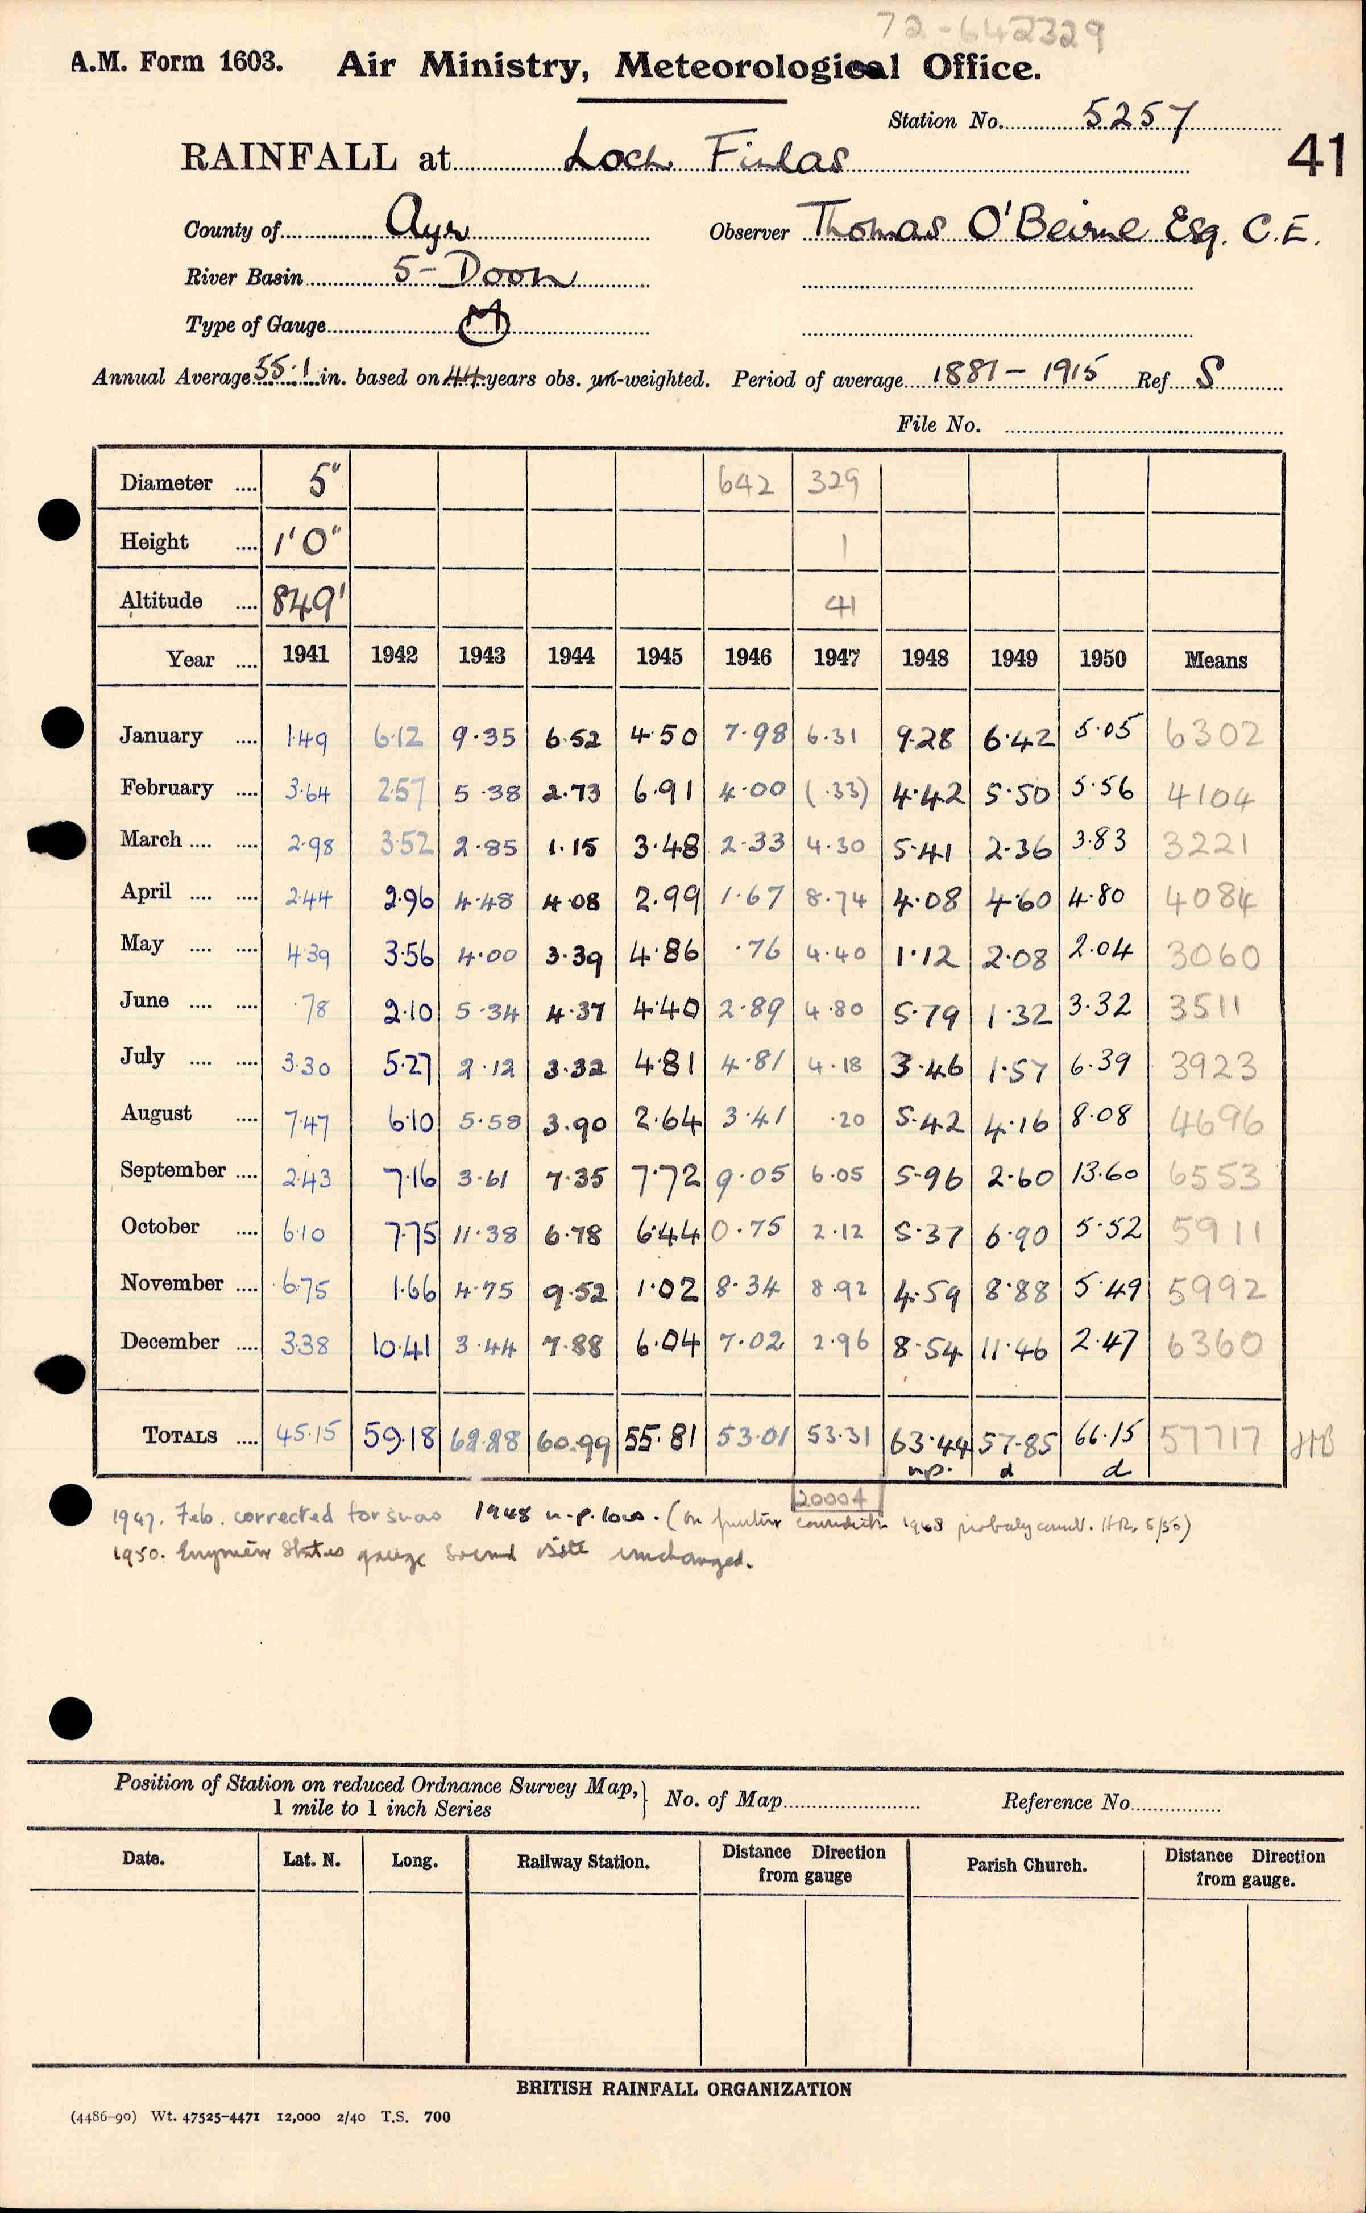 72-642329
A.M. Form 1603. Air Ministry, Meteorological Office.
Station No. 5257
41
RAINFALL at Loch Finlas
County of Ayr Observer Thomas O'Beirne Esq. C.E.
River Basin 5-Doon
Type of Gauge M
Annual Average 55.1 in. based on 44 years obs. un-weighted. Period of average 1881-1915 Ref S
File No.
Diameter .... 5" 642 329
Height .... 1'0" 1
Altitude .... 849' 41
Year .... 1941 1942 1943 1944 1945 1946 1947 1948 1949 1950 Means
January .... 1.49 6.12 9.35 6.52 4.50 7.98 6.31 9.28 6.42 5.05 6302
February .... 3.64 2.57 5.38 2.73 6.91 4.00 (.33) 4.42 5.50 5.56 4104
March .... .... 2.98 3.52 2.85 1.15 3.48 2.33 4.30 5.41 2.36 3.83 3221
April .... .... 2.44 2.96 4.48 4.08 2.99 1.67 8.74 4.08 4.60 4.80 4084
May .... .... 4.39 3.56 4.00 3.39 4.86 .76 4.40 1.12 2.08 2.04 3060
June .... .... .78 2.10 5.34 4.37 4.40 2.89 4.80 5.79 1.32 3.32 3511
July .... .... 3.30 5.27 2.12 3.32 4.81 4.81 4.18 3.46 1.57 6.39 3923
August .... 7.47 6.10 5.58 3.90 2.64 3.41 .20 5.42 4.16 8.08 4696
September .... 2.43 7.16 3.61 7.35 7.72 9.05 6.05 5.96 2.60 13.60 6553
October .... 6.10 7.75 11.38 6.78 6.44 0.75 2.12 5.37 6.90 5.52 5911
November .... 6.75 1.66 4.75 9.52 1.02 8.34 8.92 4.59 8.88 5.49 5992
December .... 3.38 10.41 3.44 7.88 6.04 7.02 2.96 8.54 11.46 2.47 6360
TOTALS .... 45.15 59.18 62.28 60.99 55.81 53.01 53.31 63.44 57.85 66.15 57717 HB
n.p. d d
20004
1947. Feb. corrected for snow 1948 n.p. low. (on further 1948 probably
1950. Engineer States gauge sound unchanged.
Position of Station on reduced Ordnance Survey Map, 1 mile to 1 inch Series } No. of Map Reference No.
Date. Lat. N. Long. Railway Station. Distance Direction from gauge Parish Church. Distance Direction from gauge.
BRITISH RAINFALL ORGANIZATION
(4486-90) Wt. 47525-4471 12,000 2/40 T.S. 700